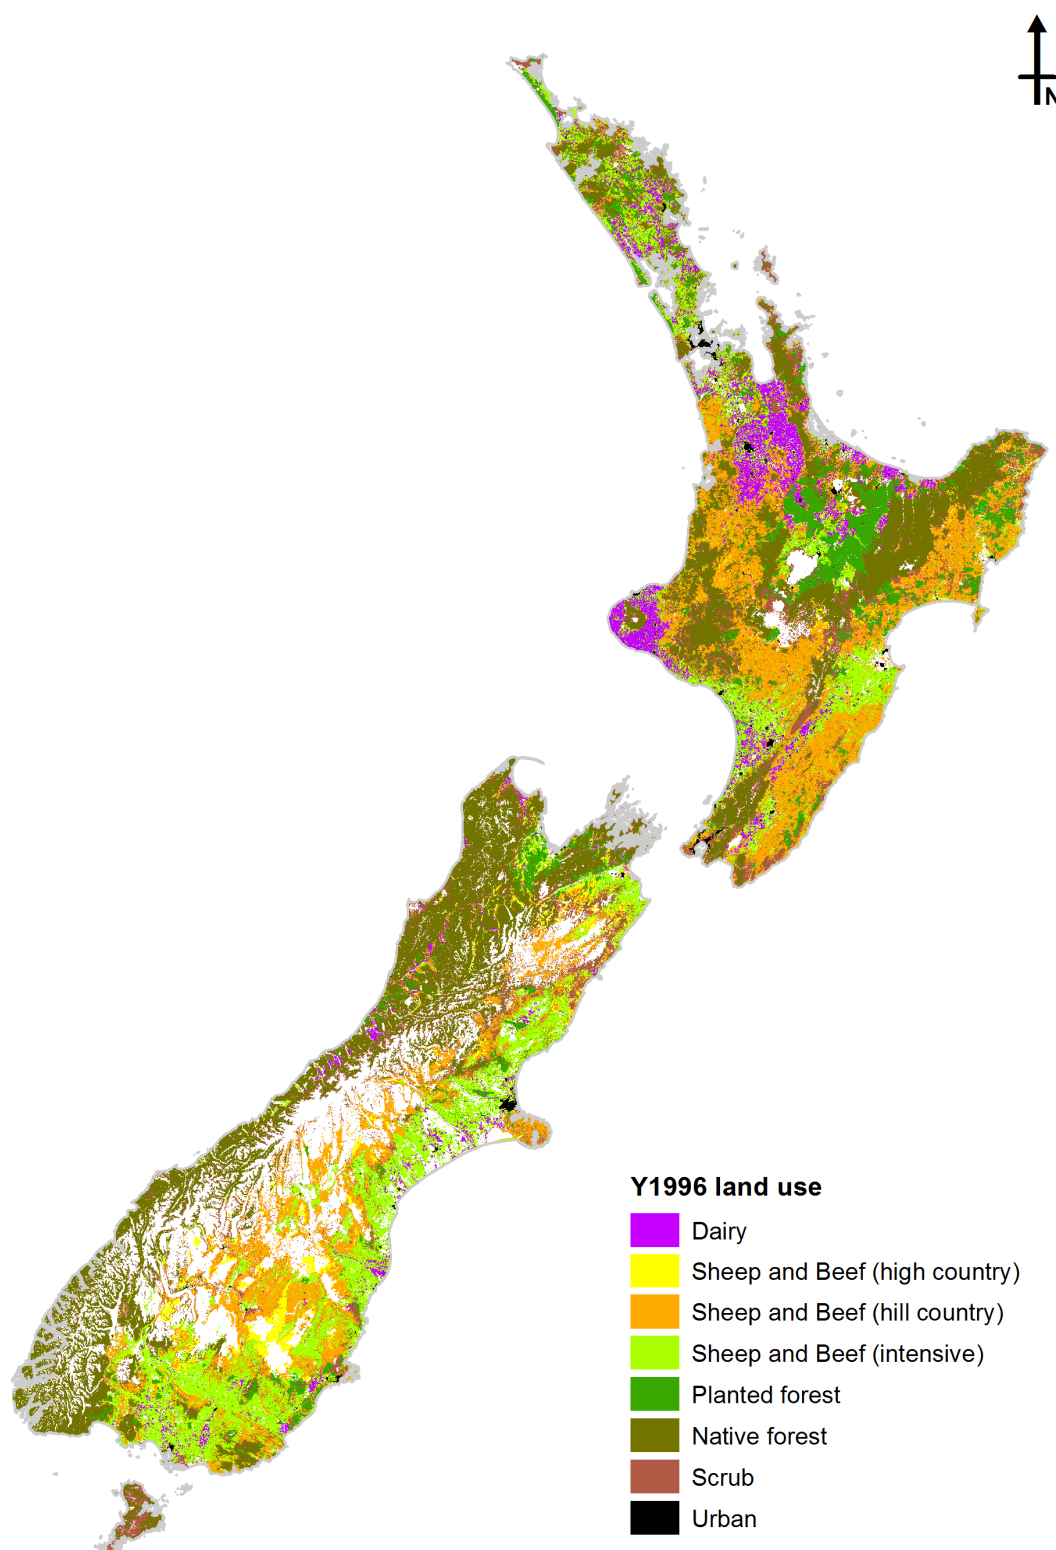 N
Y1996 land use
Dairy
Sheep and Beef (high country)
Sheep and Beef (hill country)
Sheep and Beef (intensive)
Planted forest
Native forest
Scrub
Urban